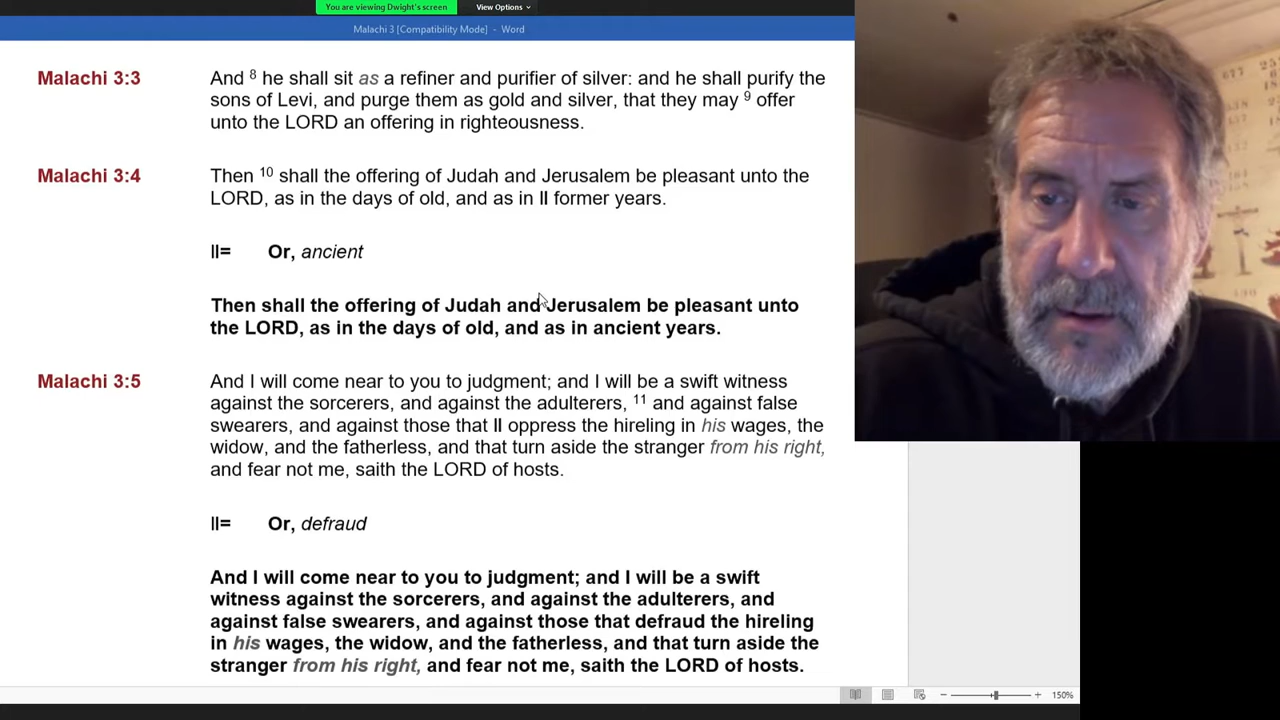 You are viewing Dwight's screen
View Options
Malachi 3 [Compatibility Mode] - Word
Malachi 3:3 And 8 he shall sit as a refiner and purifier of silver: and he shall purify the
sons of Levi, and purge them as gold and silver, that they may 9 offer
unto the LORD an offering in righteousness.
Malachi 3:4 Then 10 shall the offering of Judah and Jerusalem be pleasant unto the
LORD, as in the days of old, and as in ll former years.
ll= Or, ancient
Then shall the offering of Judah and Jerusalem be pleasant unto
the LORD, as in the days of old, and as in ancient years.
Malachi 3:5 And I will come near to you to judgment; and I will be a swift witness
against the sorcerers, and against the adulterers, 11 and against false
swearers, and against those that ll oppress the hireling in his wages, the
widow, and the fatherless, and that turn aside the stranger from his right,
and fear not me, saith the LORD of hosts.
ll= Or, defraud
And I will come near to you to judgment; and I will be a swift
witness against the sorcerers, and against the adulterers, and
against false swearers, and against those that defraud the hireling
in his wages, the widow, and the fatherless, and that turn aside the
stranger from his right, and fear not me, saith the LORD of hosts.
150%